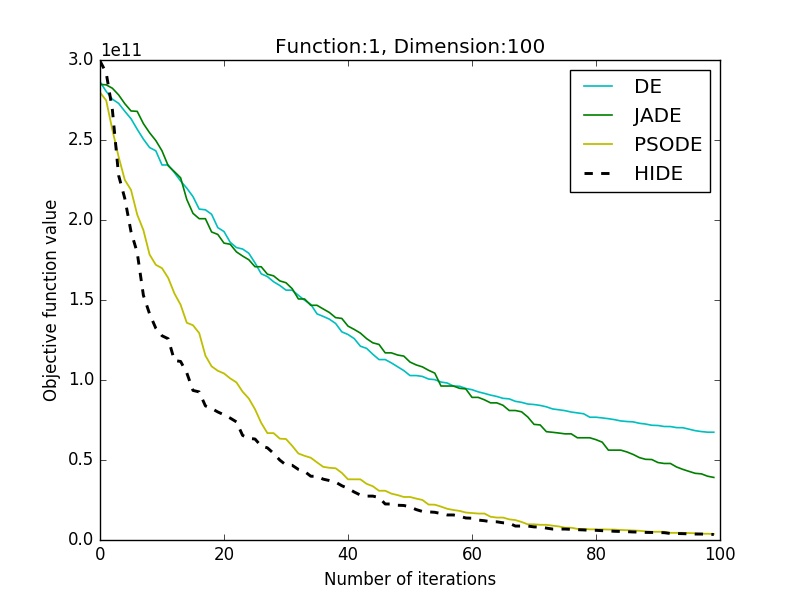 Function:1, Dimension:100
1e11
3.0
2.5
2.0
1.5
1.0
0.5
0.0
Objective function value
DE
JADE
PSODE
HIDE
0 20 40 60 80 100
Number of iterations